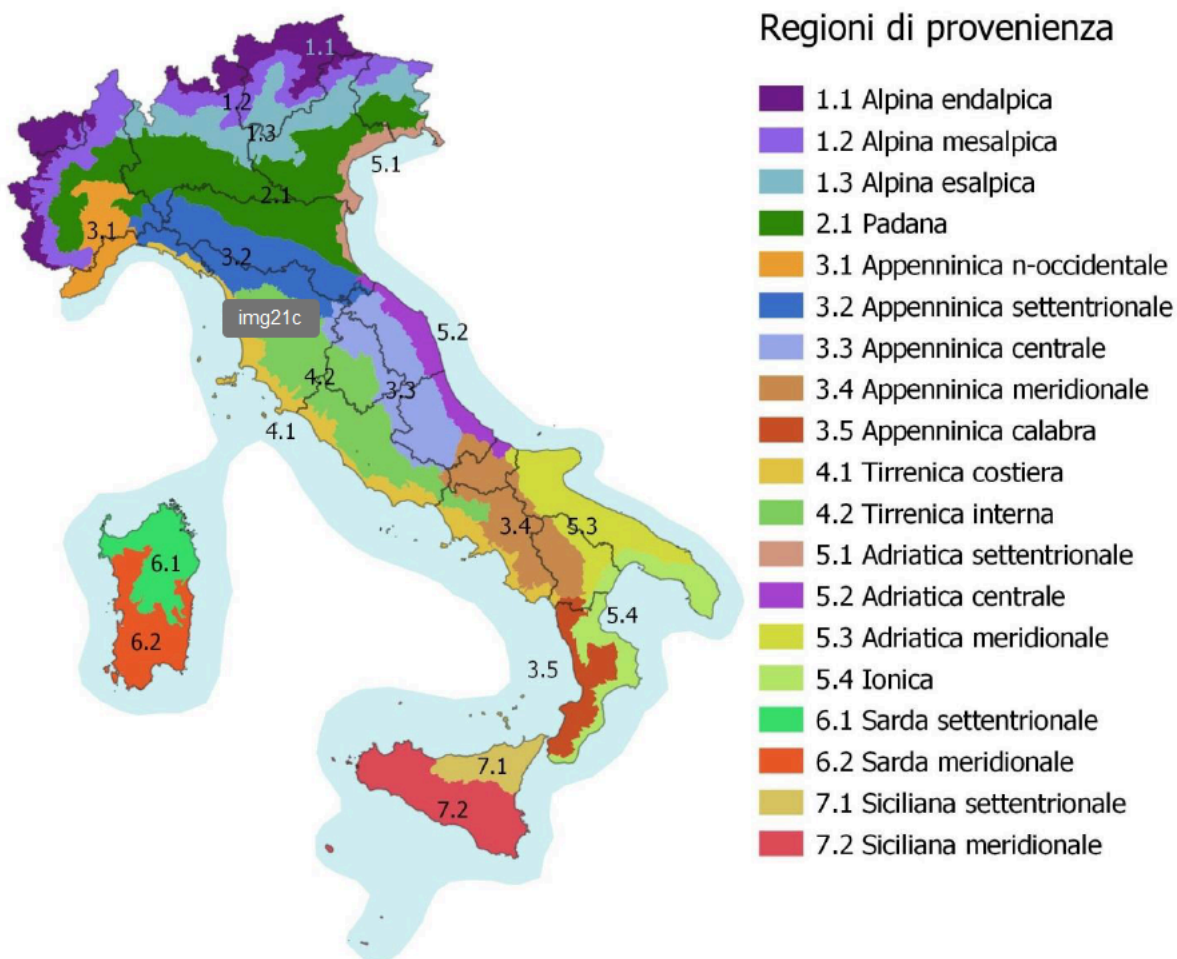 Regioni di provenienza
1.1 Alpina endalpica
1.2 Alpina mesalpica
1.3 Alpina esalpica
2.1 Padana
3.1 Appenninica n-occidentale
3.2 Appenninica settentrionale
3.3 Appenninica centrale
3.4 Appenninica meridionale
3.5 Appenninica calabra
4.1 Tirrenica costiera
4.2 Tirrenica interna
5.1 Adriatica settentrionale
5.2 Adriatica centrale
5.3 Adriatica meridionale
5.4 Ionica
6.1 Sarda settentrionale
6.2 Sarda meridionale
7.1 Siciliana settentrionale
7.2 Siciliana meridionale
1.1
1.2
1.3
5.1
2.1
3.1
3.2
img21c
5.2
4.2
3.3
4.1
3.4
5.3
6.1
5.4
6.2
3.5
7.1
7.2